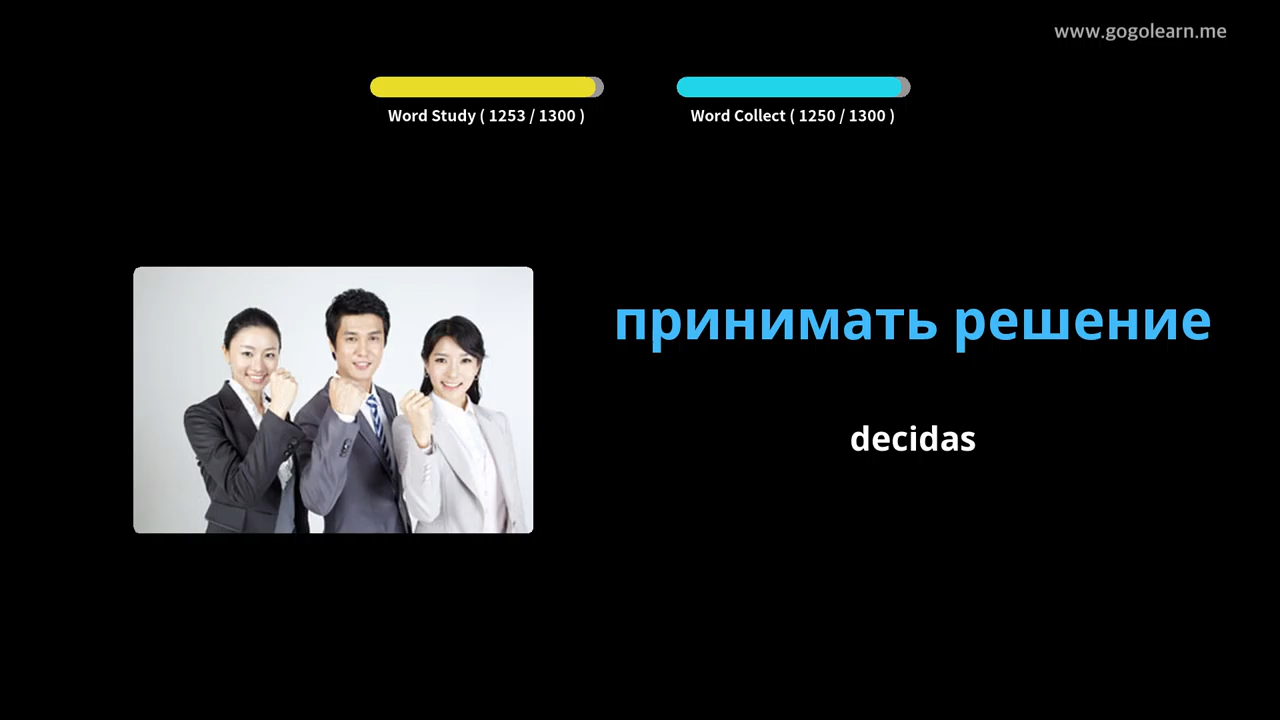 www.gogolearn.me
Word Study ( 1253 / 1300 )
Word Collect ( 1250 / 1300 )
принимать решение
decidas